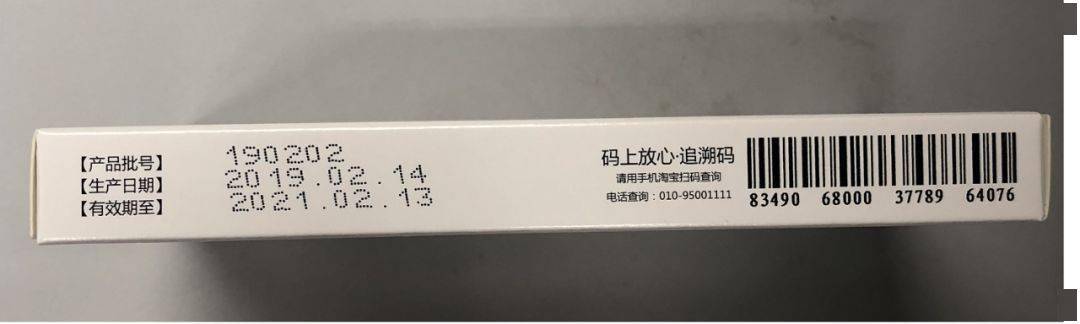 【产品批号】 190202
【生产日期】 2019.02.14
【有效期至】 2021.02.13
码上放心·追溯码
请用手机淘宝扫码查询
电话查询：010-95001111
83490 68000 37789 64076